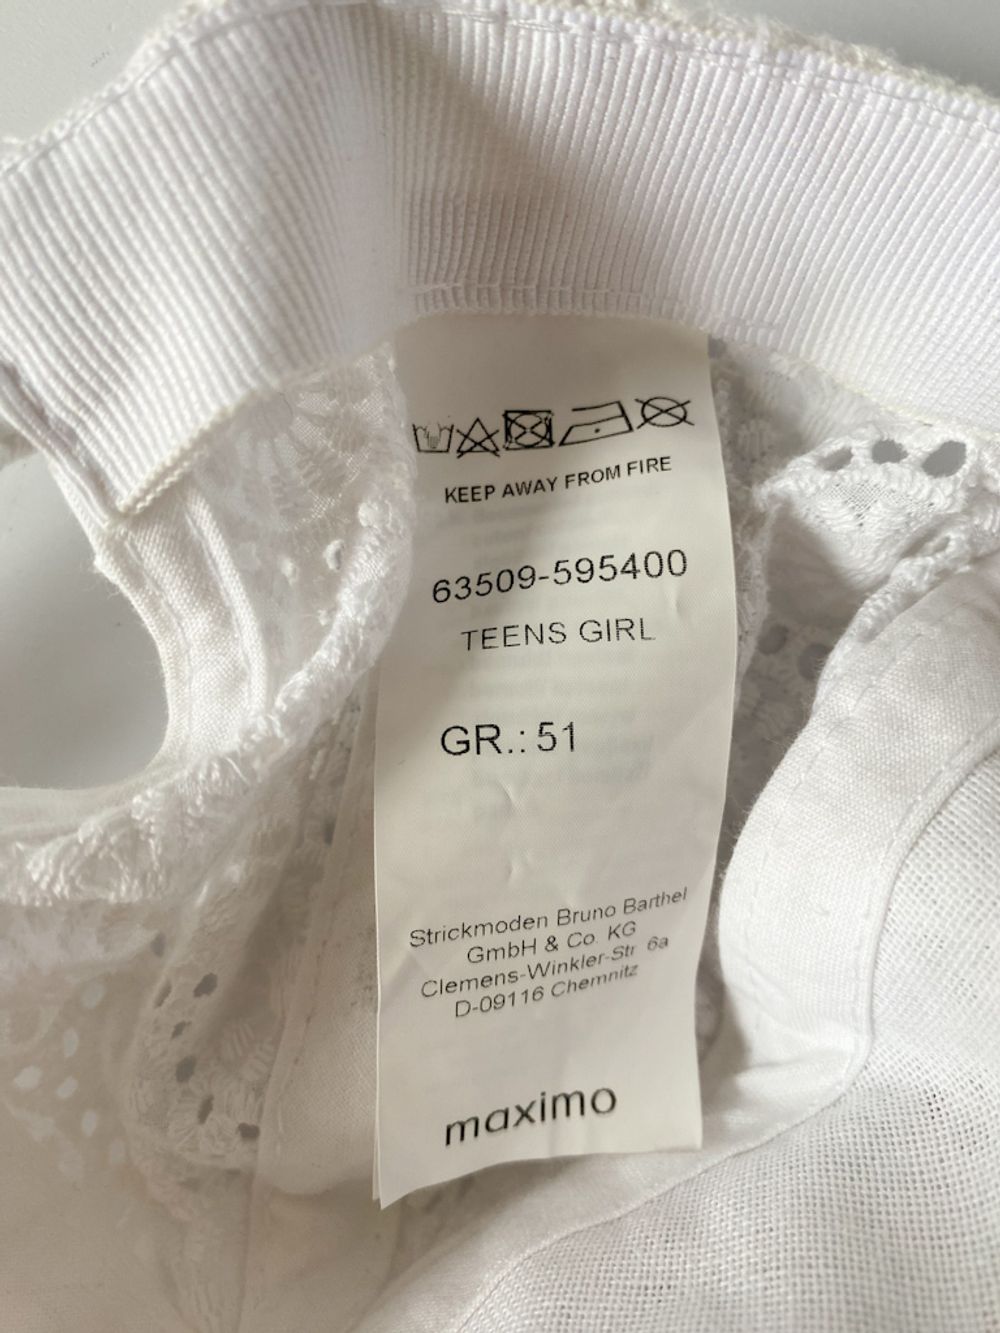 KEEP AWAY FROM FIRE
63509-595400
TEENS GIRL
GR.: 51
Strickmoden Bruno Barthel
GmbH & Co. KG
Clemens-Winkler-Str 6a
D-09116 Chemnitz
maximo